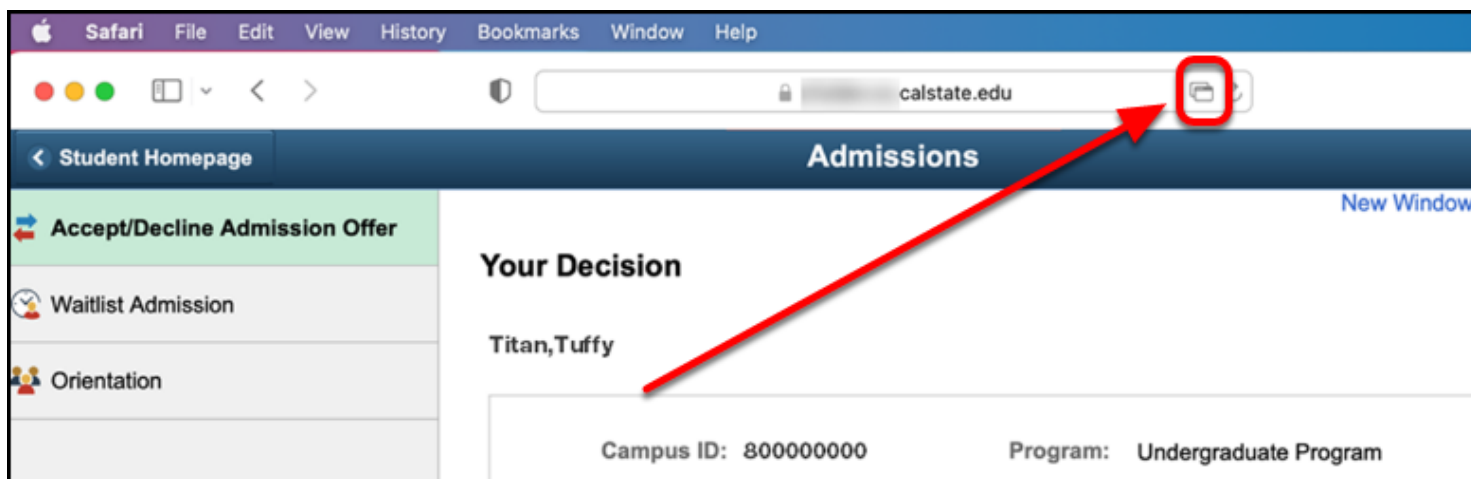 Safari File Edit View History Bookmarks Window Help
calstate.edu
Student Homepage
Admissions
New Window
Accept/Decline Admission Offer
Your Decision
Waitlist Admission
Titan,Tuffy
Orientation
Campus ID: 800000000 Program: Undergraduate Program